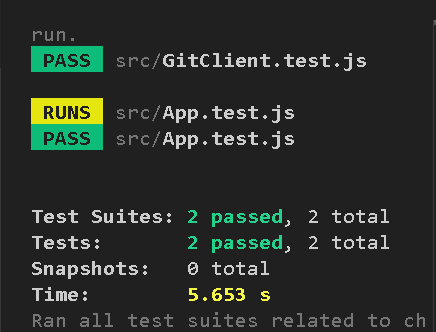 run.
PASS src/GitClient.test.js
RUNS src/App.test.js
PASS src/App.test.js
Test Suites: 2 passed, 2 total
Tests: 2 passed, 2 total
Snapshots: 0 total
Time: 5.653 s
Ran all test suites related to ch